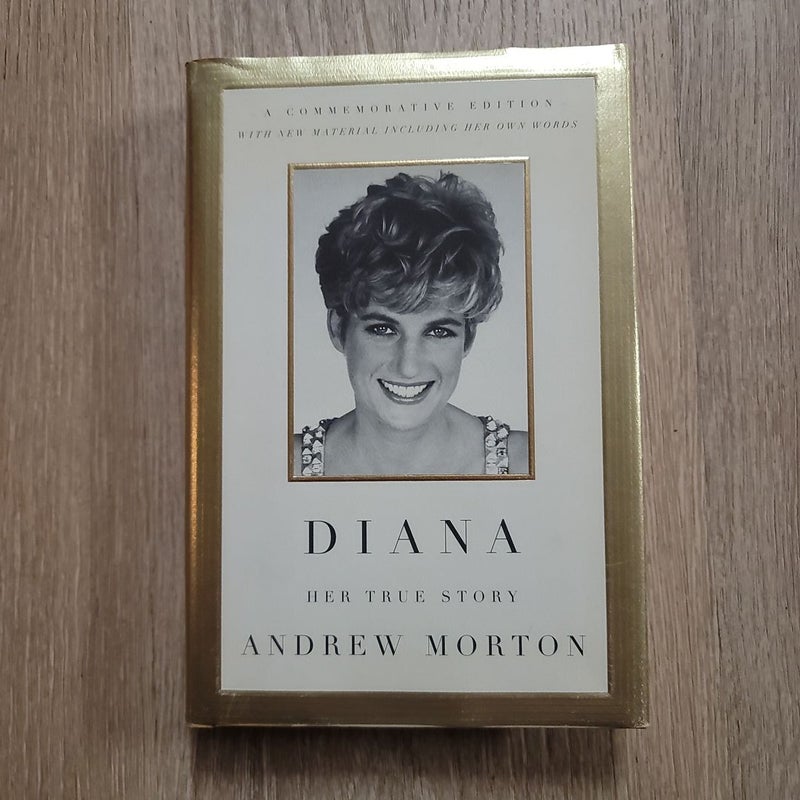 A COMMEMORATIVE EDITION
WITH NEW MATERIAL INCLUDING HER OWN WORDS
DIANA
HER TRUE STORY
ANDREW MORTON